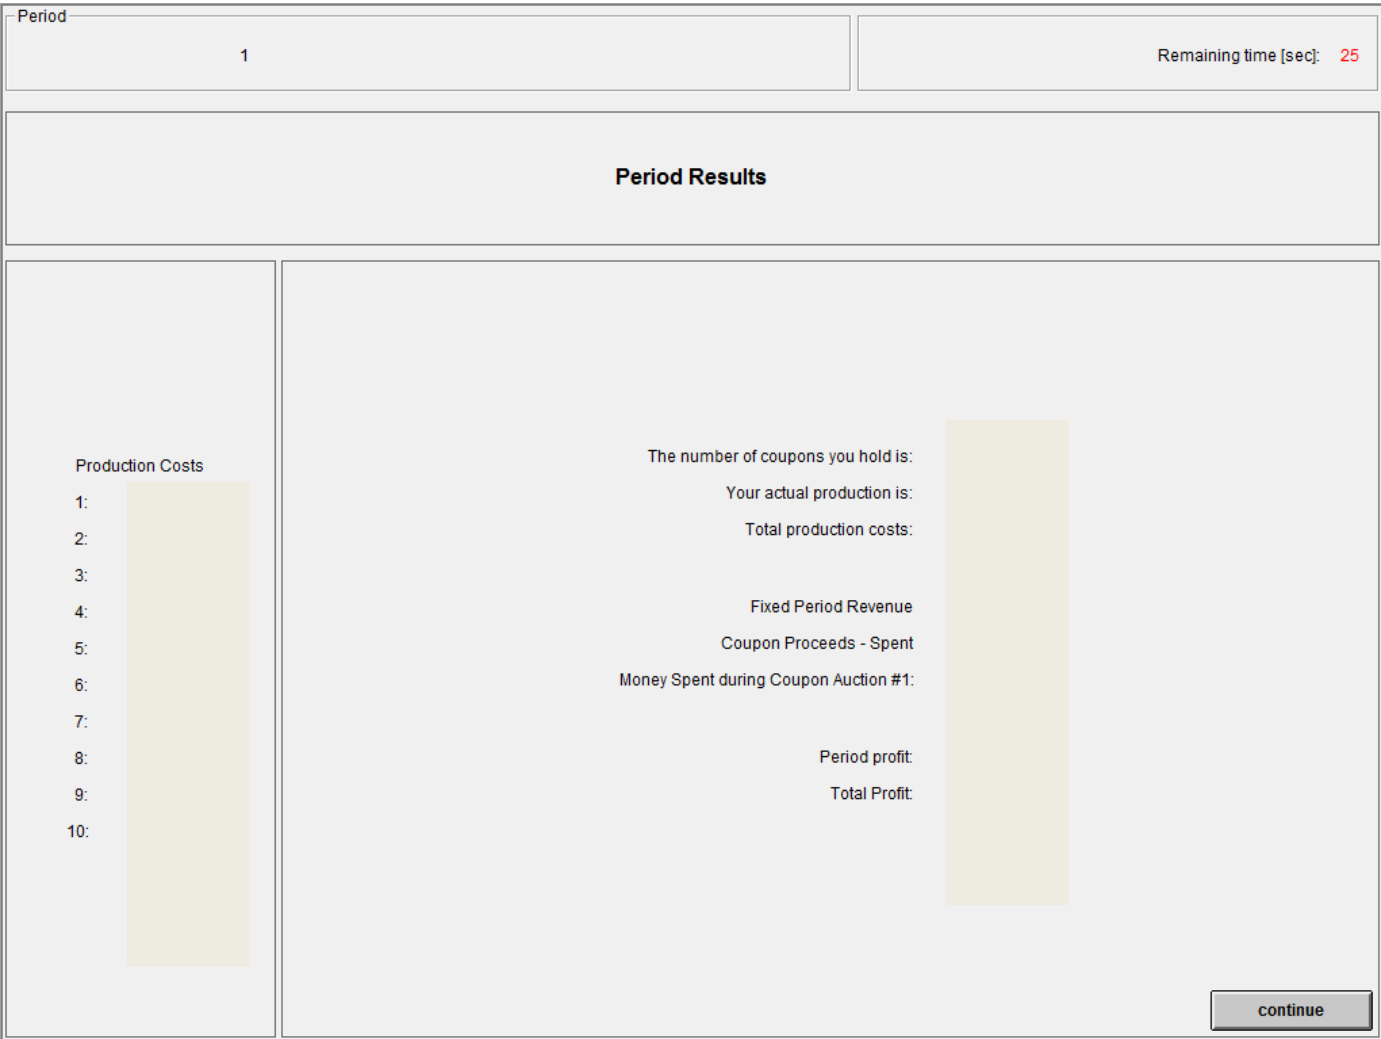 Period
1
Remaining time [sec]: 25
Period Results
Production Costs
1:
2:
3:
4:
5:
6:
7:
8:
9:
10:
The number of coupons you hold is:
Your actual production is:
Total production costs:
Fixed Period Revenue
Coupon Proceeds - Spent
Money Spent during Coupon Auction #1:
Period profit:
Total Profit:
continue